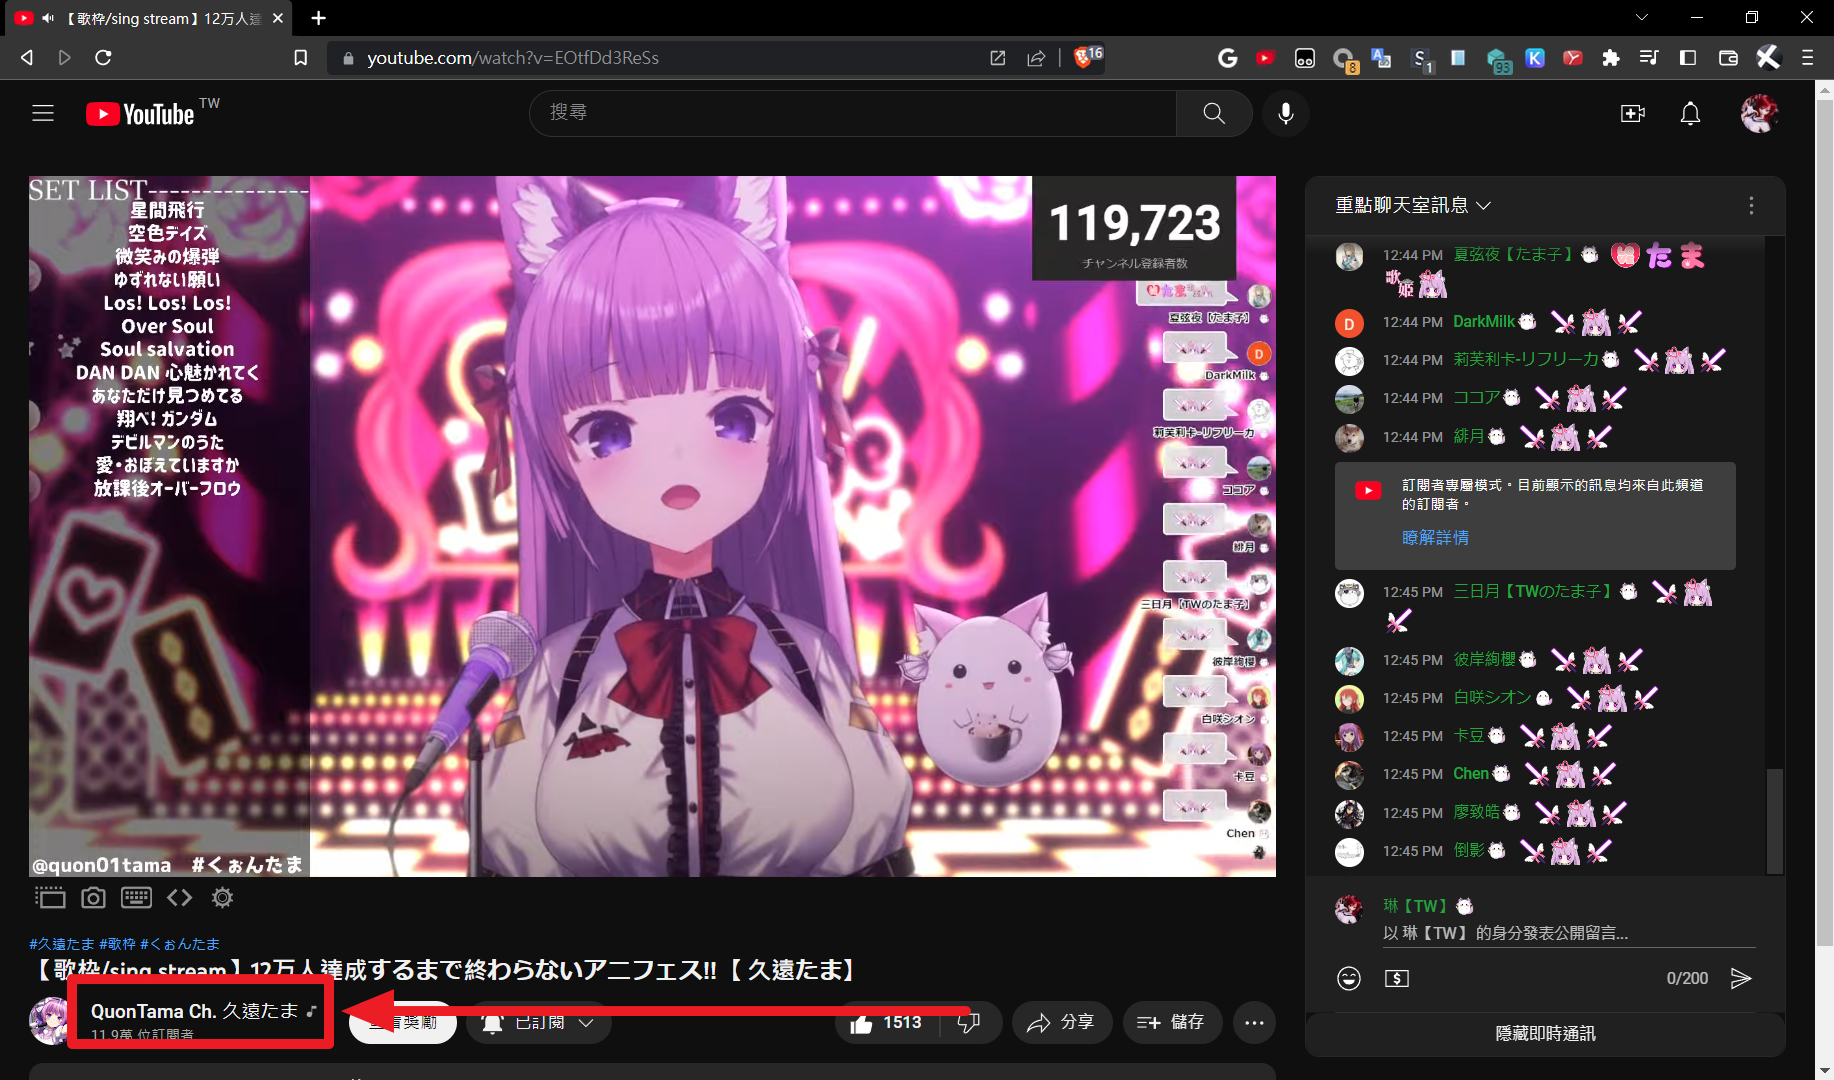 【歌枠/sing stream】12万人達
youtube.com/watch?v=EOtfDd3ReSs
16
8
1
93
YouTube TW
搜尋
SET LIST----------------
星間飛行
空色デイズ
微笑みの爆弾
ゆずれない願い
Los! Los! Los!
Over Soul
Soul salvation
DAN DAN 心魅かれてく
あなただけ見つめてる
翔べ! ガンダム
デビルマンのうた
愛・おぼえていますか
放課後オーバーフロウ
@quon01tama #くぉんたま
119,723
チャンネル登録者数
夏弦夜【たま子】
D
DarkMilk
莉芙利卡-リフリーカ
ココア
緋月
三日月【TWのたま子】
彼岸絢櫻
白咲シオン
卡豆
Chen
#久遠たま #歌枠 #くぉんたま
【歌枠/sing stream】12万人達成するまで終わらないアニフェス!!【 久遠たま】
QuonTama Ch. 久遠たま
11.9萬 位訂閱者
已訂閱
1513
分享
儲存
重點聊天室訊息
12:44 PM 夏弦夜【たま子】 たま
歌姫
D 12:44 PM DarkMilk
12:44 PM 莉芙利卡-リフリーカ
12:44 PM ココア
12:44 PM 緋月
訂閱者專屬模式。目前顯示的訊息均來自此頻道
的訂閱者。
瞭解詳情
12:45 PM 三日月【TWのたま子】
12:45 PM 彼岸絢櫻
12:45 PM 白咲シオン
12:45 PM 卡豆
12:45 PM Chen
12:45 PM 廖致皓
12:45 PM 倒影
琳【TW】
以 琳【TW】 的身分發表公開留言...
0/200
隱藏即時通訊